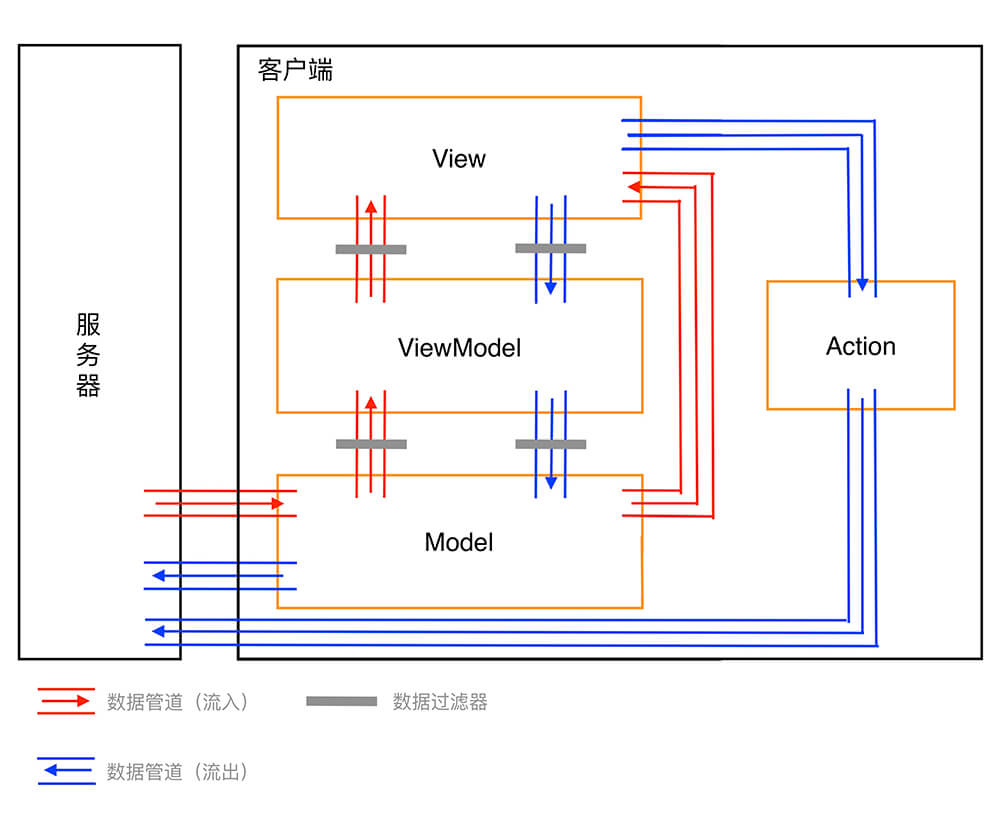 客户端
View
服务器
ViewModel
Action
Model
数据管道（流入）
数据过滤器
数据管道（流出）